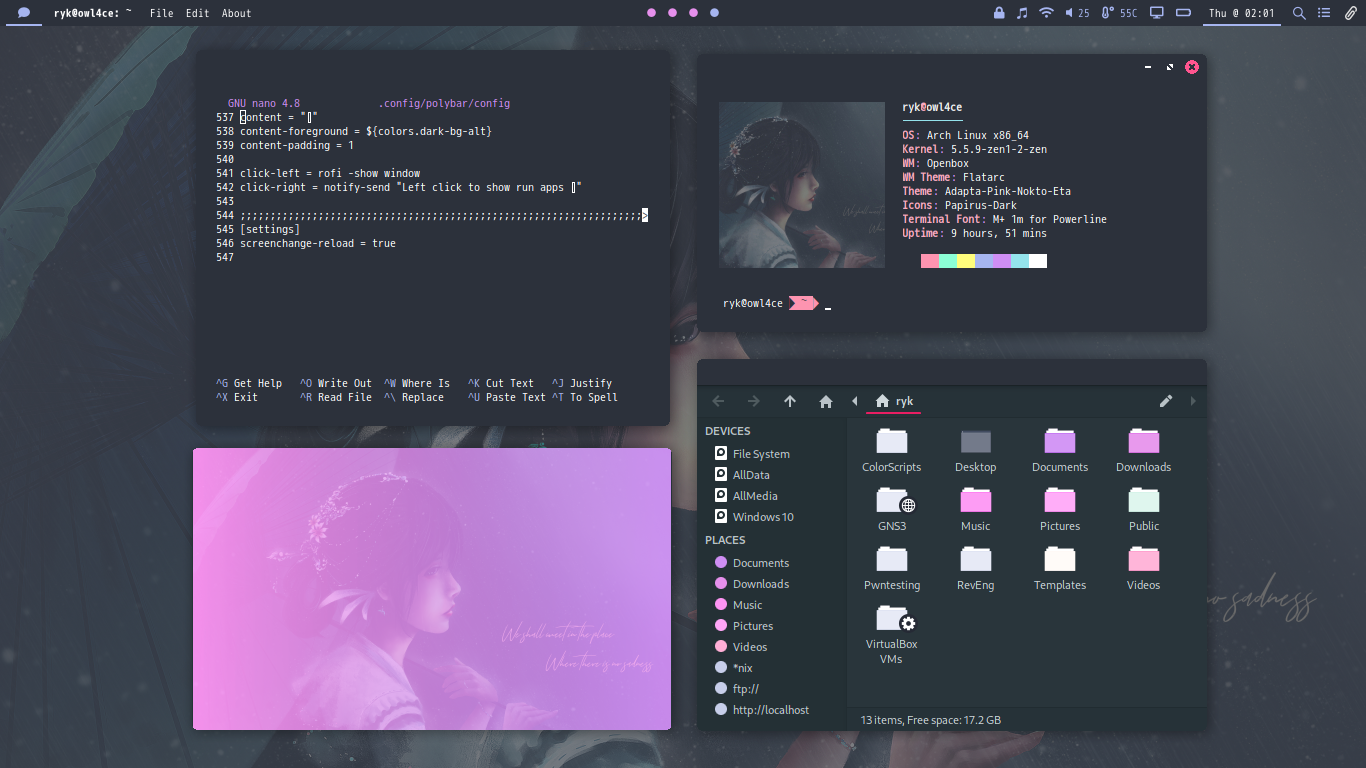 ryk@owl4ce: ~ File Edit About
25 55C Thu @ 02:01
GNU nano 4.8 .config/polybar/config
537 content = "▯"
538 content-foreground = ${colors.dark-bg-alt}
539 content-padding = 1
540
541 click-left = rofi -show window
542 click-right = notify-send "Left click to show run apps ▯"
543
544 ;;;;;;;;;;;;;;;;;;;;;;;;;;;;;;;;;;;;;;;;;;;;;;;;;;;;;;;;;;;;;;;;;;;>
545 [settings]
546 screenchange-reload = true
547
^G Get Help ^O Write Out ^W Where Is ^K Cut Text ^J Justify
^X Exit ^R Read File ^\ Replace ^U Paste Text ^T To Spell
ryk@owl4ce
OS: Arch Linux x86_64
Kernel: 5.5.9-zen1-2-zen
WM: Openbox
WM Theme: Flatarc
Theme: Adapta-Pink-Nokto-Eta
Icons: Papirus-Dark
Terminal Font: M+ 1m for Powerline
Uptime: 9 hours, 51 mins
ryk@owl4ce ~ _
We shall meet in the place
Where there is no sadness
ryk
DEVICES
File System
AllData
AllMedia
Windows 10
PLACES
Documents
Downloads
Music
Pictures
Videos
*nix
ftp://
http://localhost
ColorScripts Desktop Documents Downloads
GNS3 Music Pictures Public
Pwntesting RevEng Templates Videos
VirtualBox
VMs
13 items, Free space: 17.2 GB
no sadness